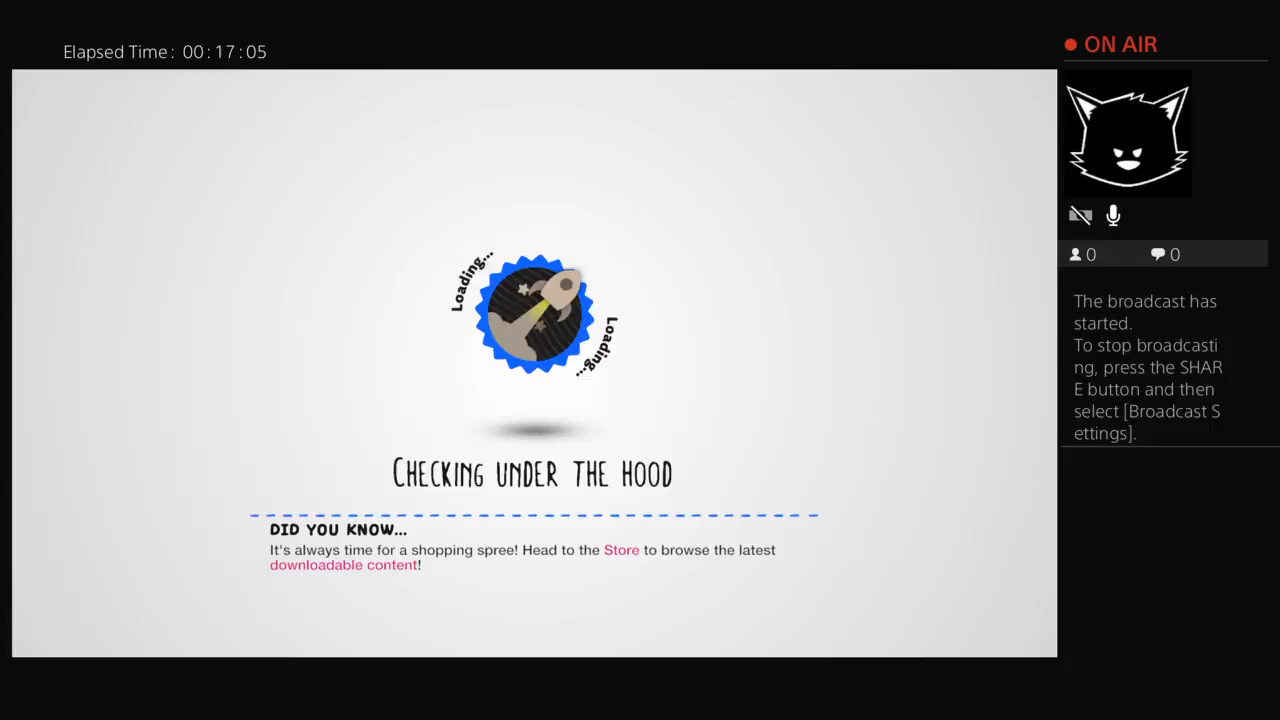 Elapsed Time: 00:17:05
ON AIR
Loading...
Loading...
0
0
The broadcast has
started.
To stop broadcasti
ng, press the SHAR
E button and then
select [Broadcast S
ettings].
CHECKING UNDER THE HOOD
DID YOU KNOW...
It's always time for a shopping spree! Head to the Store to browse the latest
downloadable content!